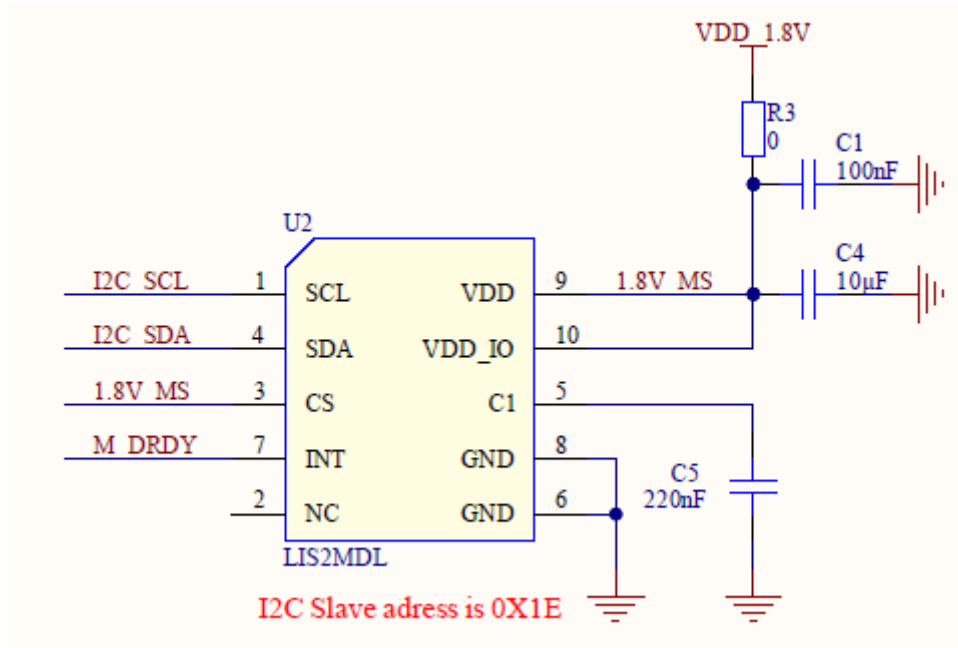 VDD_1.8V
R3
0
C1
100nF
U2
C4
10µF
I2C_SCL 1 SCL VDD 9 1.8V_MS
I2C_SDA 4 SDA VDD_IO 10
1.8V_MS 3 CS C1 5
M_DRDY 7 INT GND 8
C5
220nF
2 NC GND 6
LIS2MDL
I2C Slave adress is 0X1E